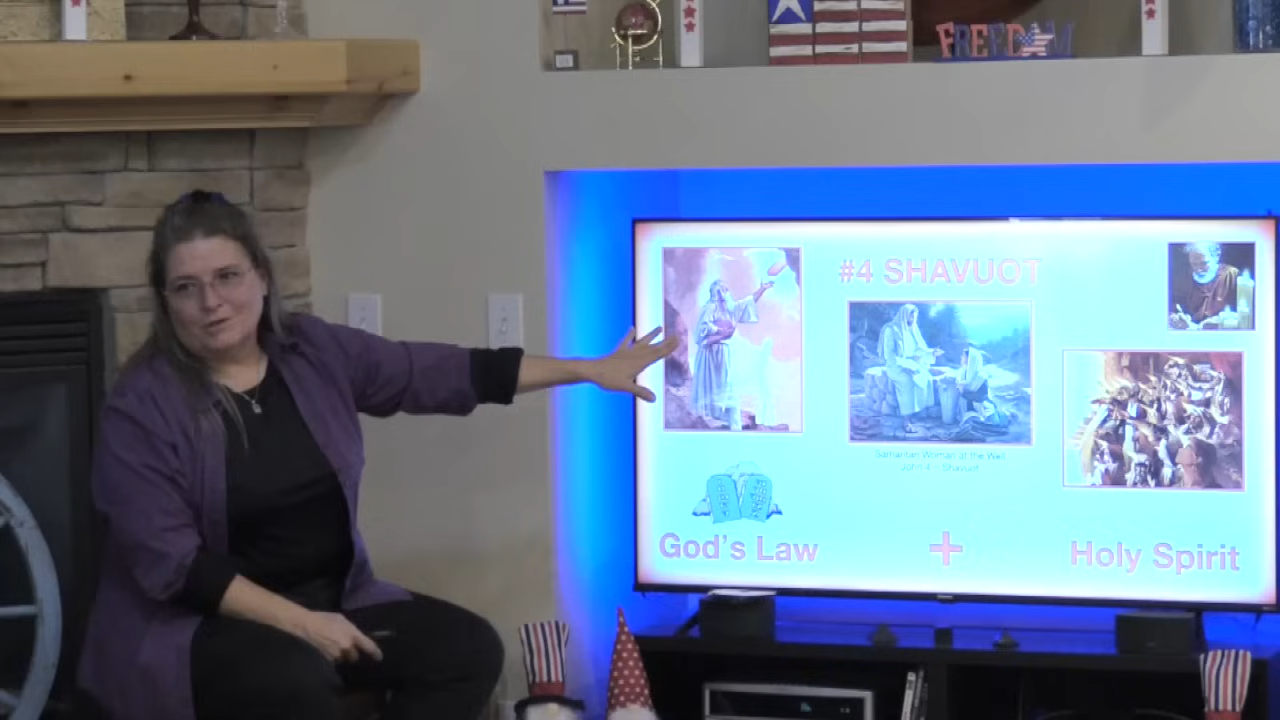 FREEDOM
#4 SHAVUOT
Samaritan Woman at the Well
John 4 - Shavuot
God's Law + Holy Spirit